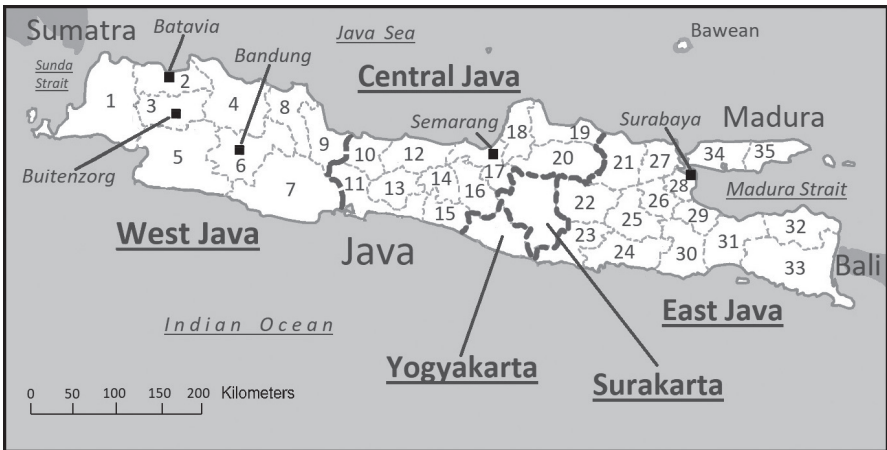 Sumatra
Batavia
Java Sea
Bawean
Bandung
Sunda
Strait
Central Java
1
2
3
4
8
Semarang
18
19
Surabaya
Madura
Buitenzorg
5
6
7
9
10
12
11
13
14
17
16
15
20
21
27
34
35
28
Madura Strait
22
26
25
29
23
24
30
31
32
33
West Java
Java
Bali
East Java
Indian Ocean
Yogyakarta
Surakarta
0 50 100 150 200 Kilometers